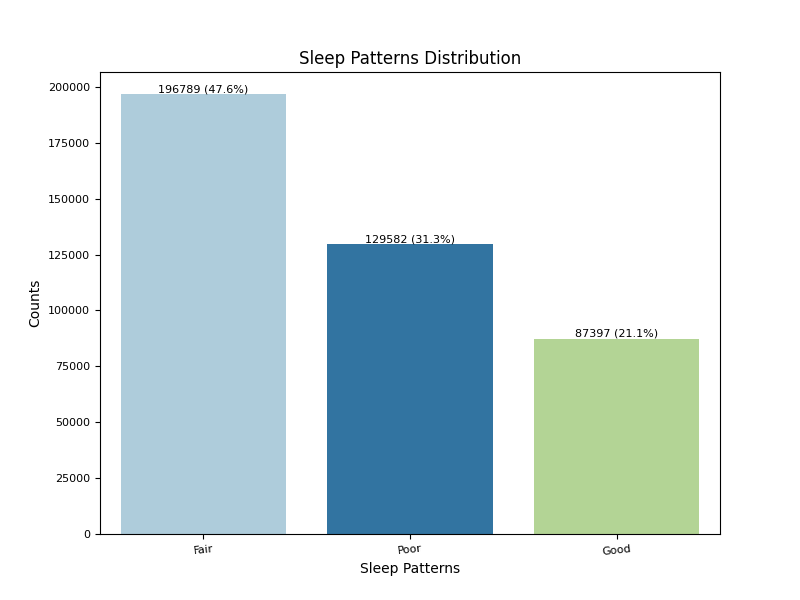 Sleep Patterns Distribution
196789 (47.6%)
129582 (31.3%)
87397 (21.1%)
200000
175000
150000
125000
100000
75000
50000
25000
0
Counts
Fair
Poor
Good
Sleep Patterns